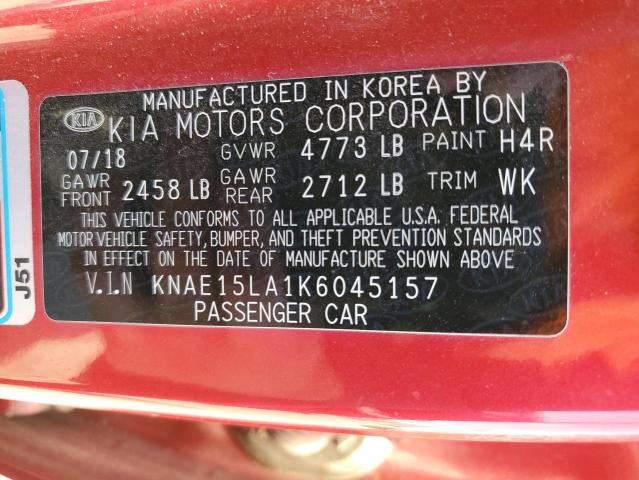 MANUFACTURED IN KOREA BY
KIA KIA MOTORS CORPORATION
07/18 GVWR 4773 LB PAINT H4R
GAWR FRONT 2458 LB GAWR REAR 2712 LB TRIM WK
THIS VEHICLE CONFORMS TO ALL APPLICABLE U.S.A. FEDERAL
MOTOR VEHICLE SAFETY, BUMPER, AND THEFT PREVENTION STANDARDS
IN EFFECT ON THE DATE OF MANUFACTURE SHOWN ABOVE
V.I.N KNAE15LA1K6045157
PASSENGER CAR
J51